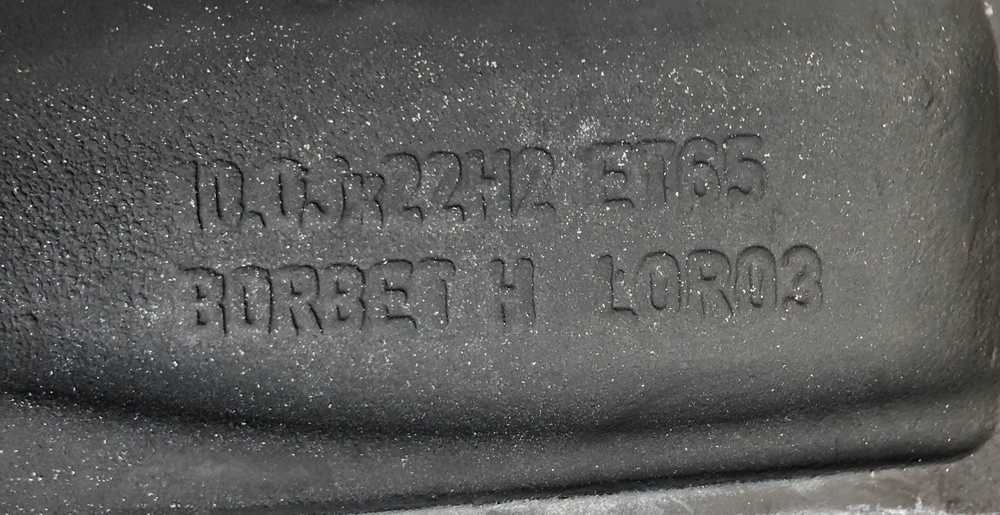 10.0Jx22H2 ET65
BORBET H LOR03